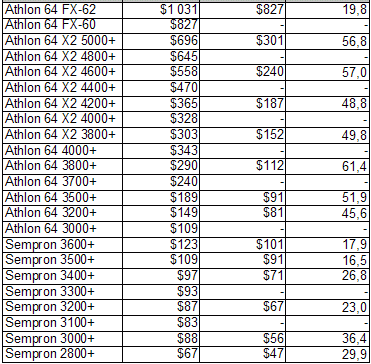 Athlon 64 FX-62 $1 031 $827 19,8
Athlon 64 FX-60 $827 - -
Athlon 64 X2 5000+ $696 $301 56,8
Athlon 64 X2 4800+ $645 - -
Athlon 64 X2 4600+ $558 $240 57,0
Athlon 64 X2 4400+ $470 - -
Athlon 64 X2 4200+ $365 $187 48,8
Athlon 64 X2 4000+ $328 - -
Athlon 64 X2 3800+ $303 $152 49,8
Athlon 64 4000+ $343 - -
Athlon 64 3800+ $290 $112 61,4
Athlon 64 3700+ $240 - -
Athlon 64 3500+ $189 $91 51,9
Athlon 64 3200+ $149 $81 45,6
Athlon 64 3000+ $109 - -
Sempron 3600+ $123 $101 17,9
Sempron 3500+ $109 $91 16,5
Sempron 3400+ $97 $71 26,8
Sempron 3300+ $93 - -
Sempron 3200+ $87 $67 23,0
Sempron 3100+ $83 - -
Sempron 3000+ $88 $56 36,4
Sempron 2800+ $67 $47 29,9